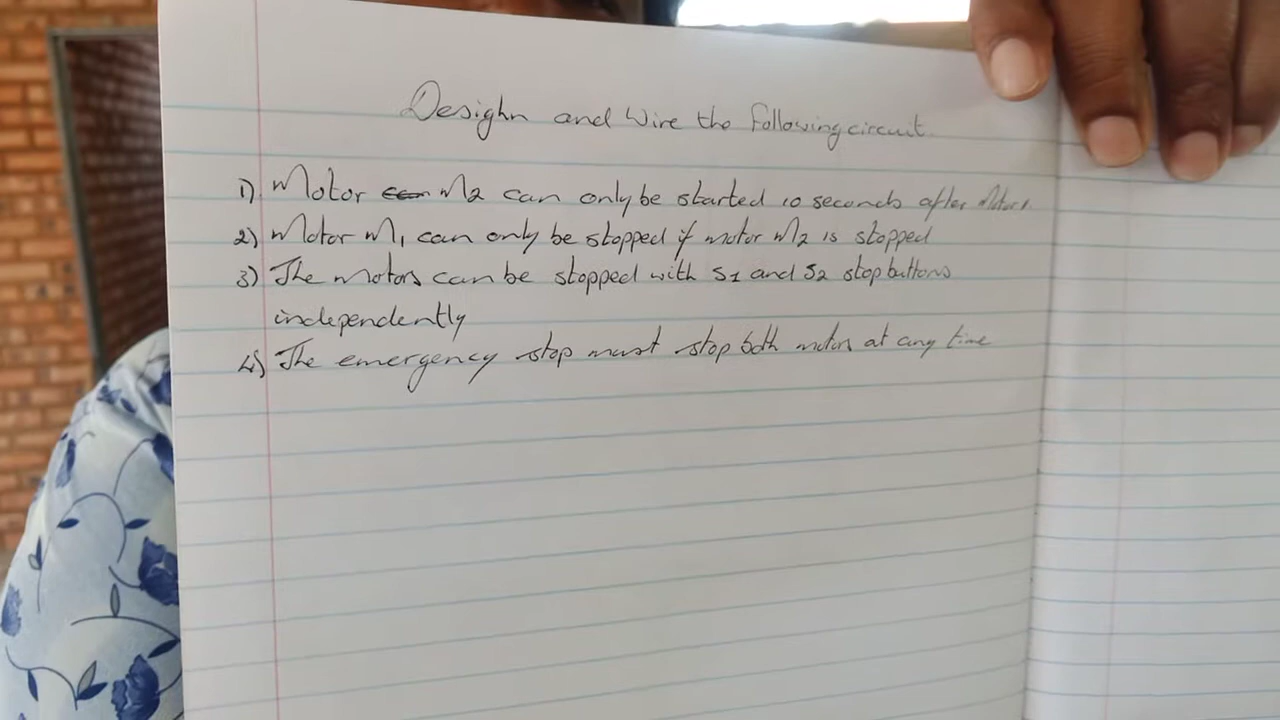 Desighn and Wire the following circuit
1) Motor M2 can only be started 10 seconds after Motor 1
2) Motor M1 can only be stopped if motor M2 is stopped
3) The motors can be stopped with S1 and S2 stop buttons
independently
4) The emergency stop must stop both motors at any time